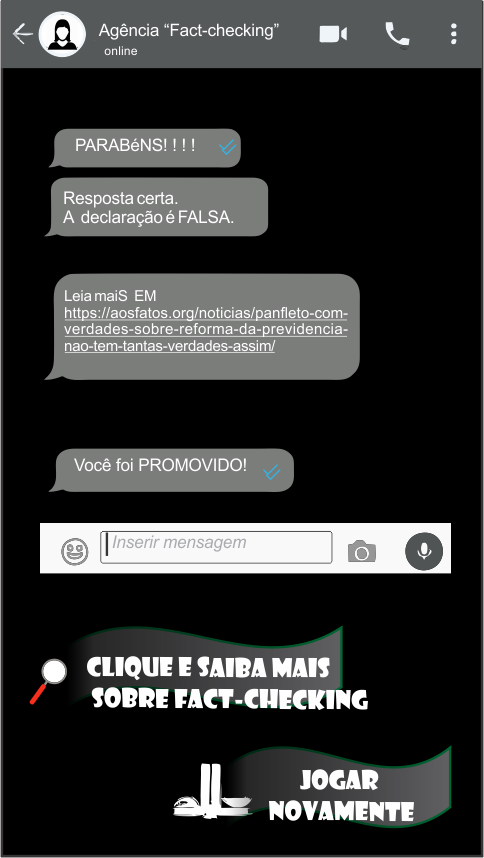 Agência “Fact-checking”
online
PARABéNS! ! ! !
Resposta certa.
A declaração é FALSA.
Leia maiS EM
https://aosfatos.org/noticias/panfleto-com-
verdades-sobre-reforma-da-previdencia-
nao-tem-tantas-verdades-assim/
Você foi PROMOVIDO!
Inserir mensagem
CLIQUE E SAIBA MAIS
SOBRE FACT-CHECKING
JOGAR
NOVAMENTE